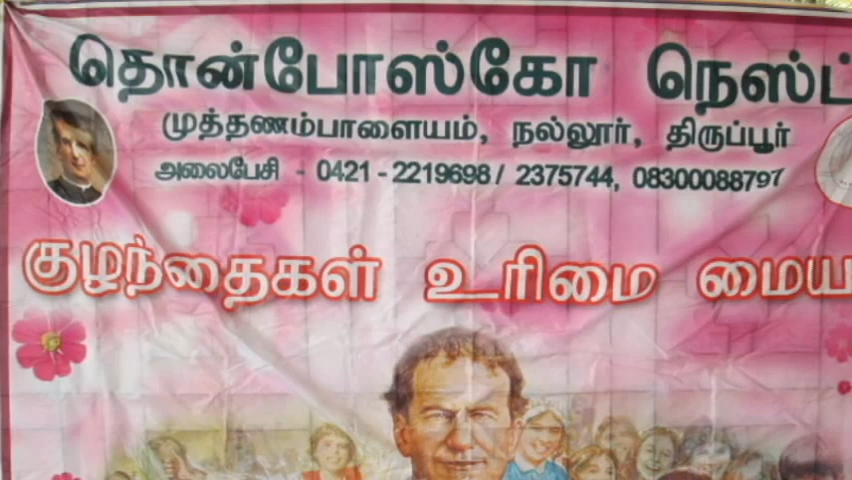 தொன்போஸ்கோ நெஸ்ட்
முத்தணம்பாளையம், நல்லூர், திருப்பூர்
அலைபேசி - 0421 - 2219698 / 2375744, 08300088797
குழந்தைகள் உரிமை மைய